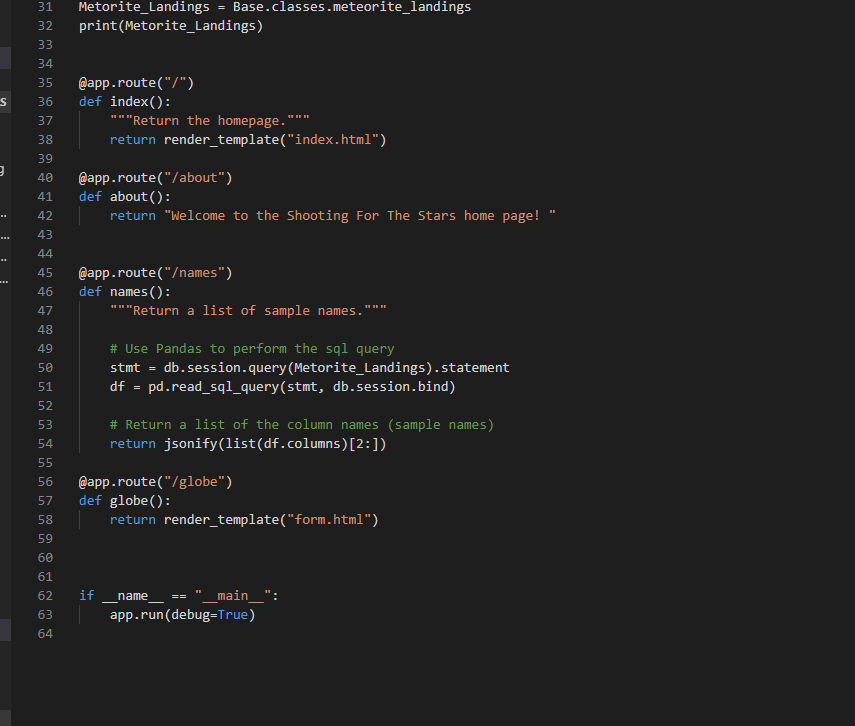 31 Metorite_Landings = Base.classes.meteorite_landings
32 print(Metorite_Landings)
33
34
35 @app.route("/")
36 def index():
37 """Return the homepage."""
38 return render_template("index.html")
39
40 @app.route("/about")
41 def about():
42 return "Welcome to the Shooting For The Stars home page! "
43
44
45 @app.route("/names")
46 def names():
47 """Return a list of sample names."""
48
49 # Use Pandas to perform the sql query
50 stmt = db.session.query(Metorite_Landings).statement
51 df = pd.read_sql_query(stmt, db.session.bind)
52
53 # Return a list of the column names (sample names)
54 return jsonify(list(df.columns)[2:])
55
56 @app.route("/globe")
57 def globe():
58 return render_template("form.html")
59
60
61
62 if __name__ == "__main__":
63 app.run(debug=True)
64